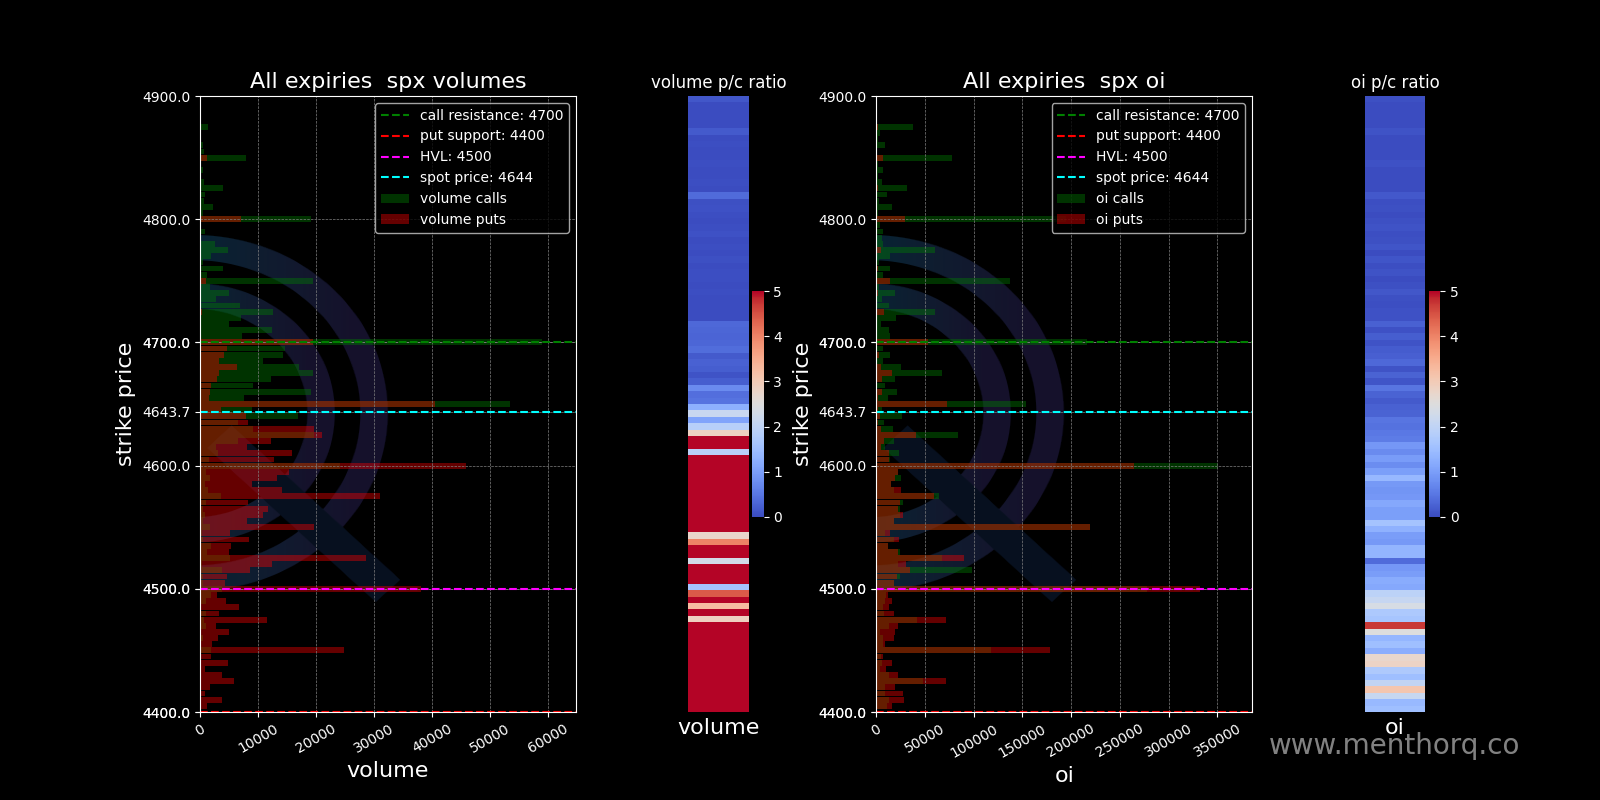 All expiries  spx volumes
volume p/c ratio
All expiries  spx oi
oi p/c ratio
4900.0
4800.0
4700.0
4643.7
4600.0
4500.0
4400.0
strike price
call resistance: 4700
put support: 4400
HVL: 4500
spot price: 4644
volume calls
volume puts
0
10000
20000
30000
40000
50000
60000
volume
5
4
3
2
1
0
volume
4900.0
4800.0
4700.0
4643.7
4600.0
4500.0
4400.0
strike price
call resistance: 4700
put support: 4400
HVL: 4500
spot price: 4644
oi calls
oi puts
0
50000
100000
150000
200000
250000
300000
350000
oi
5
4
3
2
1
0
oi
www.menthorq.co